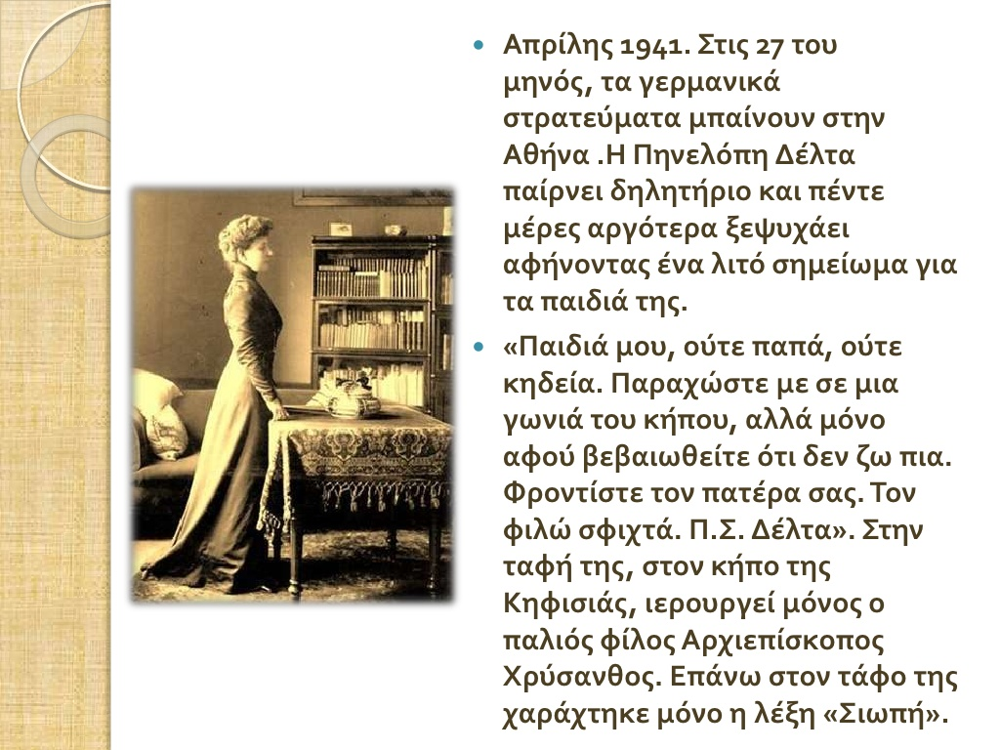 Απρίλης 1941. Στις 27 του
μηνός, τα γερμανικά
στρατεύματα μπαίνουν στην
Αθήνα .Η Πηνελόπη Δέλτα
παίρνει δηλητήριο και πέντε
μέρες αργότερα ξεψυχάει
αφήνοντας ένα λιτό σημείωμα για
τα παιδιά της.
«Παιδιά μου, ούτε παπά, ούτε
κηδεία. Παραχώστε με σε μια
γωνιά του κήπου, αλλά μόνο
αφού βεβαιωθείτε ότι δεν ζω πια.
Φροντίστε τον πατέρα σας. Τον
φιλώ σφιχτά. Π.Σ. Δέλτα». Στην
ταφή της, στον κήπο της
Κηφισιάς, ιερουργεί μόνος ο
παλιός φίλος Αρχιεπίσκοπος
Χρύσανθος. Επάνω στον τάφο της
χαράχτηκε μόνο η λέξη «Σιωπή».